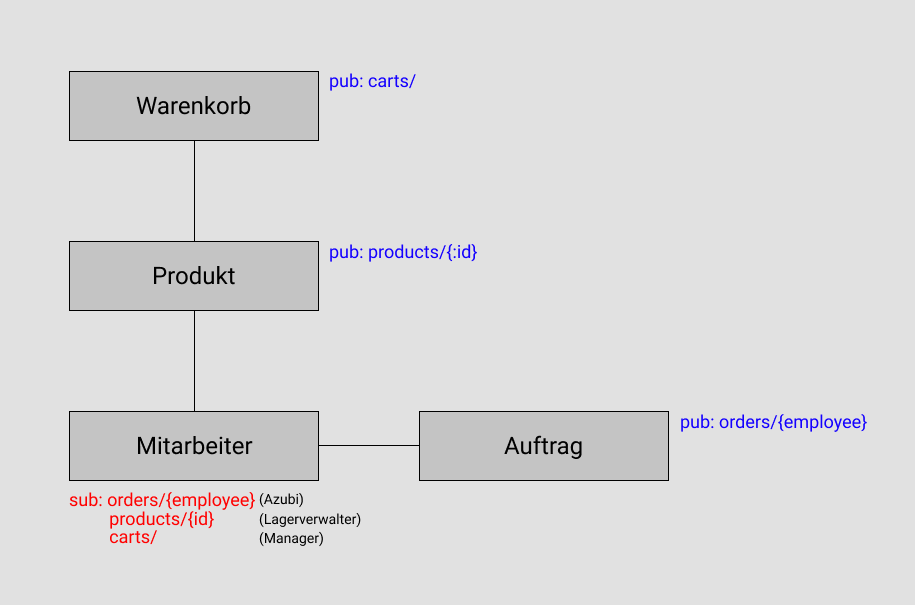 Warenkorb
pub: carts/
Produkt
pub: products/{:id}
Mitarbeiter
Auftrag
pub: orders/{employee}
sub: orders/{employee} (Azubi)
products/{id} (Lagerverwalter)
carts/ (Manager)